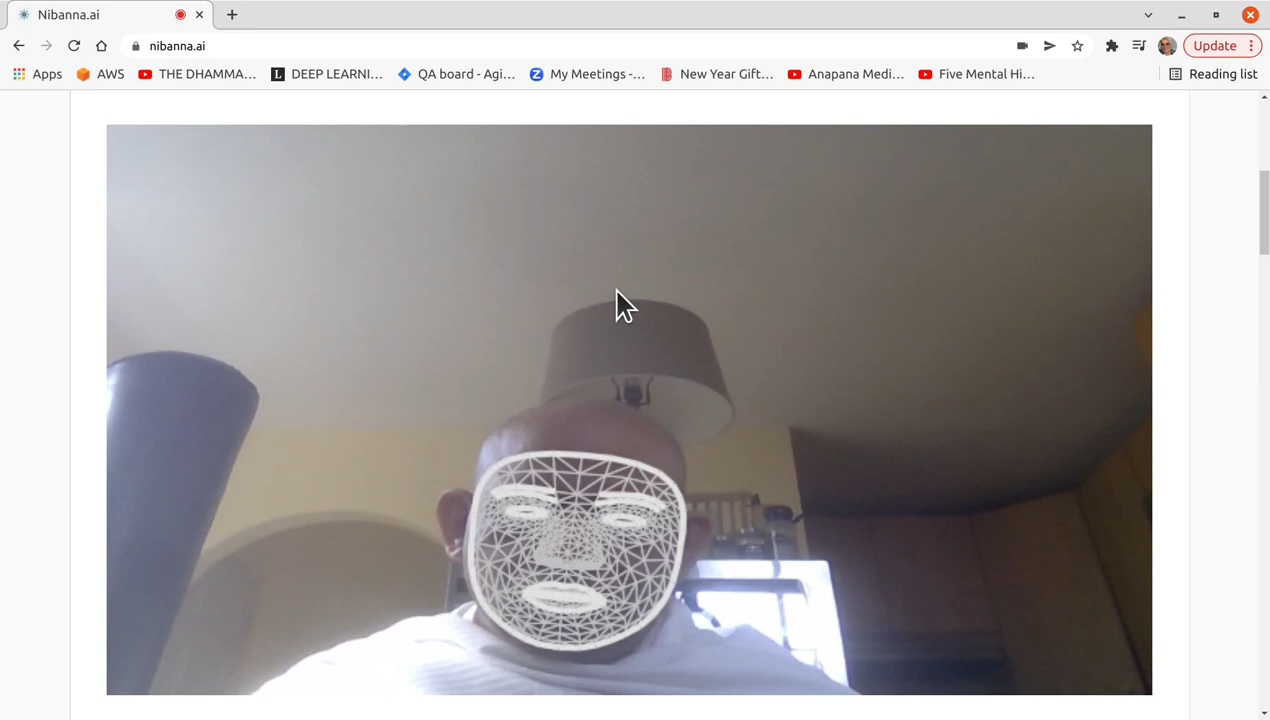 Nibanna.ai
nibanna.ai
Update
Apps
AWS
THE DHAMMA...
L
DEEP LEARNI...
QA board - Agi...
Z
My Meetings -...
B
New Year Gift...
Anapana Medi...
Five Mental Hi...
Reading list